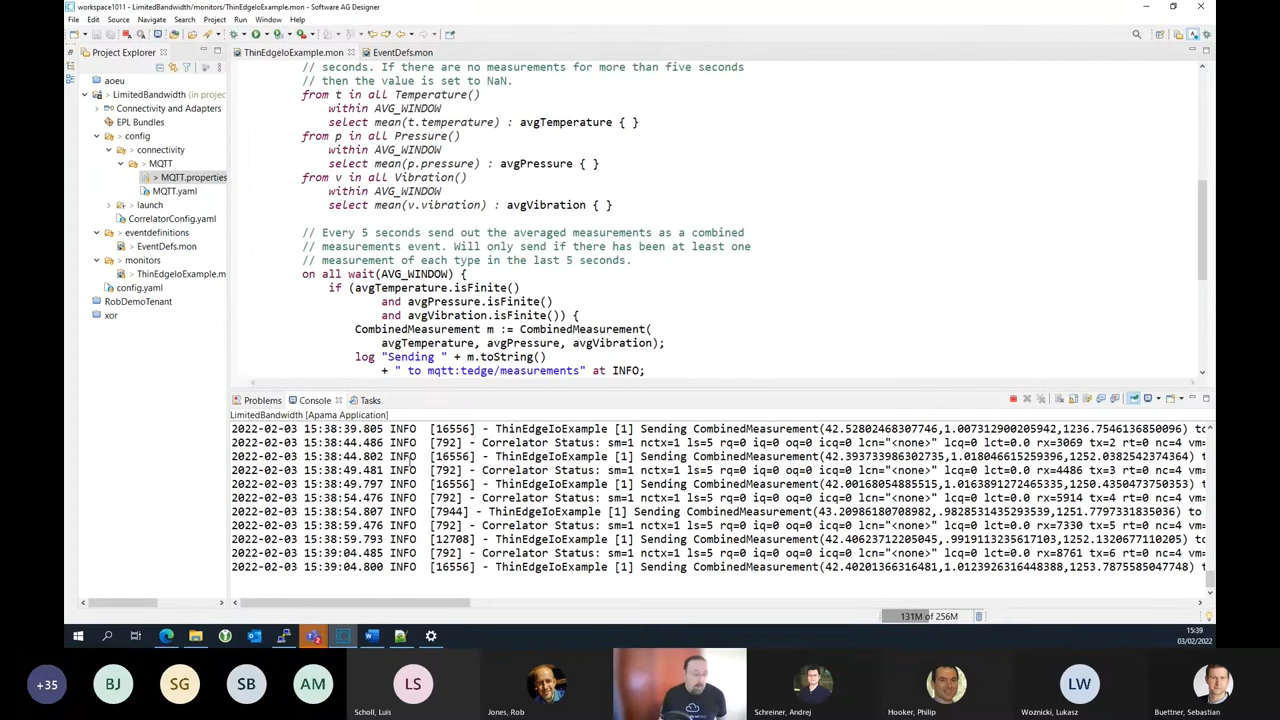 workspace1011 - LimitedBandwidth/monitors/ThinEdgeIoExample.mon - Software AG Designer
File Edit Source Navigate Search Project Run Window Help
Project Explorer
ThinEdgeIoExample.mon
EventDefs.mon
aoeu
LimitedBandwidth (in projec
Connectivity and Adapters
EPL Bundles
config
connectivity
MQTT
MQTT.properties
MQTT.yaml
launch
CorrelatorConfig.yaml
eventdefinitions
EventDefs.mon
monitors
ThinEdgeIoExample.m
config.yaml
RobDemoTenant
xor
// seconds. If there are no measurements for more than five seconds
// then the value is set to NaN.
from t in all Temperature()
within AVG_WINDOW
select mean(t.temperature) : avgTemperature { }
from p in all Pressure()
within AVG_WINDOW
select mean(p.pressure) : avgPressure { }
from v in all Vibration()
within AVG_WINDOW
select mean(v.vibration) : avgVibration { }
// Every 5 seconds send out the averaged measurements as a combined
// measurements event. Will only send if there has been at least one
// measurement of each type in the last 5 seconds.
on all wait(AVG_WINDOW) {
if (avgTemperature.isFinite()
and avgPressure.isFinite()
and avgVibration.isFinite()) {
CombinedMeasurement m := CombinedMeasurement(
avgTemperature, avgPressure, avgVibration);
log "Sending " + m.toString()
+ " to mqtt:tedge/measurements" at INFO;
Problems Console Tasks
LimitedBandwidth [Apama Application]
2022-02-03 15:38:39.805 INFO [16556] - ThinEdgeIoExample [1] Sending CombinedMeasurement(42.52802468307746,1.007312900205942,1236.7546136850096) to
2022-02-03 15:38:44.486 INFO [792] - Correlator Status: sm=1 nctx=1 ls=5 rq=0 iq=0 oq=0 icq=0 lcn="<none>" lcq=0 lct=0.0 rx=3069 tx=2 rt=0 nc=4 vm=
2022-02-03 15:38:44.802 INFO [16556] - ThinEdgeIoExample [1] Sending CombinedMeasurement(42.393733986302735,1.018046615259396,1252.0382542374364) t
2022-02-03 15:38:49.481 INFO [792] - Correlator Status: sm=1 nctx=1 ls=5 rq=0 iq=0 oq=0 icq=0 lcn="<none>" lcq=0 lct=0.0 rx=4486 tx=3 rt=0 nc=4 vm=
2022-02-03 15:38:49.797 INFO [16556] - ThinEdgeIoExample [1] Sending CombinedMeasurement(42.00168054885515,1.0163891272465335,1250.4350473750353) t
2022-02-03 15:38:54.476 INFO [792] - Correlator Status: sm=1 nctx=1 ls=5 rq=0 iq=0 oq=0 icq=0 lcn="<none>" lcq=0 lct=0.0 rx=5914 tx=4 rt=0 nc=4 vm=
2022-02-03 15:38:54.807 INFO [7944] - ThinEdgeIoExample [1] Sending CombinedMeasurement(43.20986180708982,.9828531435293539,1251.7797331835036) to
2022-02-03 15:38:59.476 INFO [792] - Correlator Status: sm=1 nctx=1 ls=5 rq=0 iq=0 oq=0 icq=0 lcn="<none>" lcq=0 lct=0.0 rx=7330 tx=5 rt=0 nc=4 vm=
2022-02-03 15:38:59.793 INFO [12708] - ThinEdgeIoExample [1] Sending CombinedMeasurement(42.40623712205045,.9919113235617103,1252.1320677110205) t
2022-02-03 15:39:04.485 INFO [792] - Correlator Status: sm=1 nctx=1 ls=5 rq=0 iq=0 oq=0 icq=0 lcn="<none>" lcq=0 lct=0.0 rx=8761 tx=6 rt=0 nc=4 vm=
2022-02-03 15:39:04.800 INFO [16556] - ThinEdgeIoExample [1] Sending CombinedMeasurement(42.40201366316481,1.0123926316448388,1253.7875585047748) t
131M of 256M
15:39
03/02/2022
+35
BJ
SG
SB
AM
LS
LW
Scholl, Luis
Jones, Rob
Schreiner, Andrej
Hooker, Philip
Woznicki, Lukasz
Buettner, Sebastian